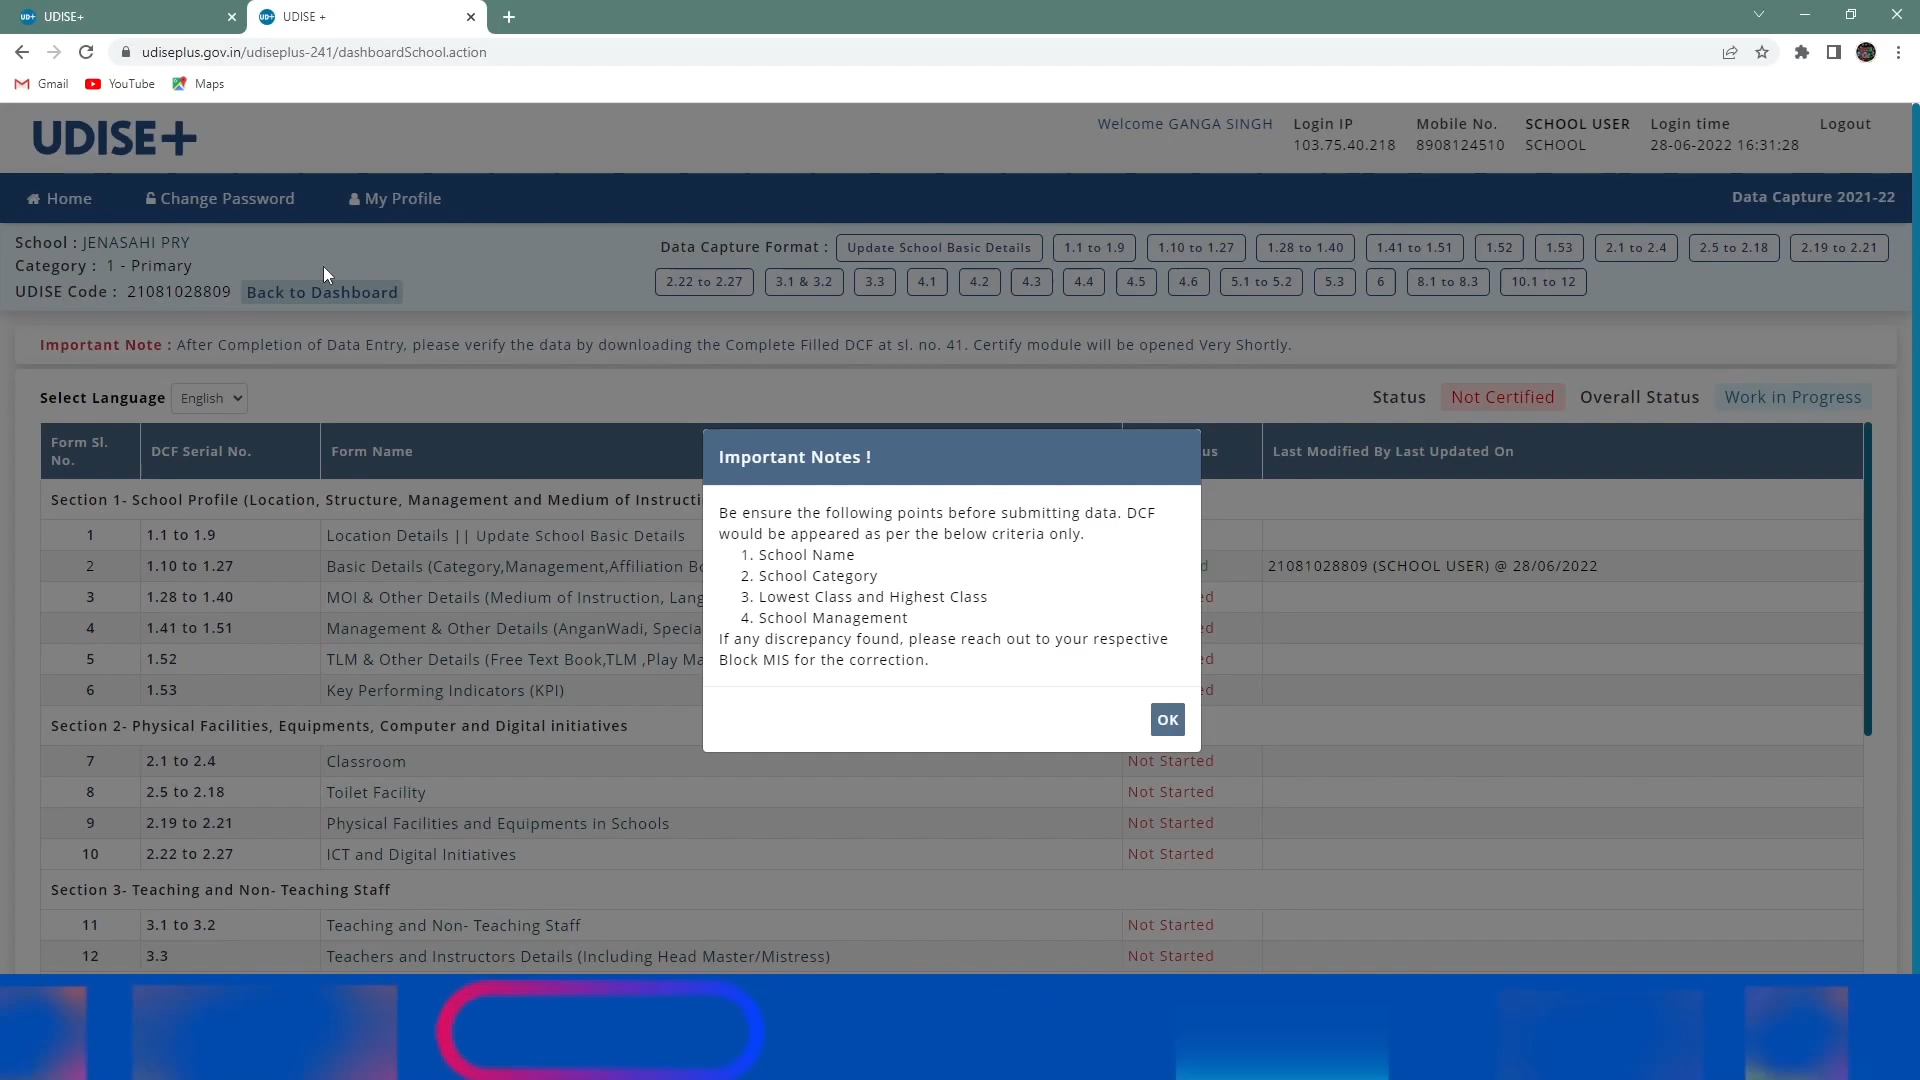 UDISE+
UDISE +
udiseplus.gov.in/udiseplus-241/dashboardSchool.action
Gmail YouTube Maps
UDISE+
Welcome GANGA SINGH Login IP Mobile No. SCHOOL USER Login time Logout
103.75.40.218 8908124510 SCHOOL 28-06-2022 16:31:28
Home Change Password My Profile Data Capture 2021-22
School : JENASAHI PRY
Category : 1 - Primary
UDISE Code : 21081028809 Back to Dashboard
Data Capture Format : Update School Basic Details 1.1 to 1.9 1.10 to 1.27 1.28 to 1.40 1.41 to 1.51 1.52 1.53 2.1 to 2.4 2.5 to 2.18 2.19 to 2.21
2.22 to 2.27 3.1 & 3.2 3.3 4.1 4.2 4.3 4.4 4.5 4.6 5.1 to 5.2 5.3 6 8.1 to 8.3 10.1 to 12
Important Note : After Completion of Data Entry, please verify the data by downloading the Complete Filled DCF at sl. no. 41. Certify module will be opened Very Shortly.
Select Language English Status Not Certified Overall Status Work in Progress
Form Sl. No. DCF Serial No. Form Name us Last Modified By Last Updated On
Section 1- School Profile (Location, Structure, Management and Medium of Instructi
1 1.1 to 1.9 Location Details || Update School Basic Details
2 1.10 to 1.27 Basic Details (Category,Management,Affiliation Bo d 21081028809 (SCHOOL USER) @ 28/06/2022
3 1.28 to 1.40 MOI & Other Details (Medium of Instruction, Lang ed
4 1.41 to 1.51 Management & Other Details (AnganWadi, Specia ed
5 1.52 TLM & Other Details (Free Text Book,TLM ,Play Ma ed
6 1.53 Key Performing Indicators (KPI) ed
Section 2- Physical Facilities, Equipments, Computer and Digital initiatives
7 2.1 to 2.4 Classroom Not Started
8 2.5 to 2.18 Toilet Facility Not Started
9 2.19 to 2.21 Physical Facilities and Equipments in Schools Not Started
10 2.22 to 2.27 ICT and Digital Initiatives Not Started
Section 3- Teaching and Non- Teaching Staff
11 3.1 to 3.2 Teaching and Non- Teaching Staff Not Started
12 3.3 Teachers and Instructors Details (Including Head Master/Mistress) Not Started
Important Notes !
Be ensure the following points before submitting data. DCF
would be appeared as per the below criteria only.
1. School Name
2. School Category
3. Lowest Class and Highest Class
4. School Management
If any discrepancy found, please reach out to your respective
Block MIS for the correction.
OK